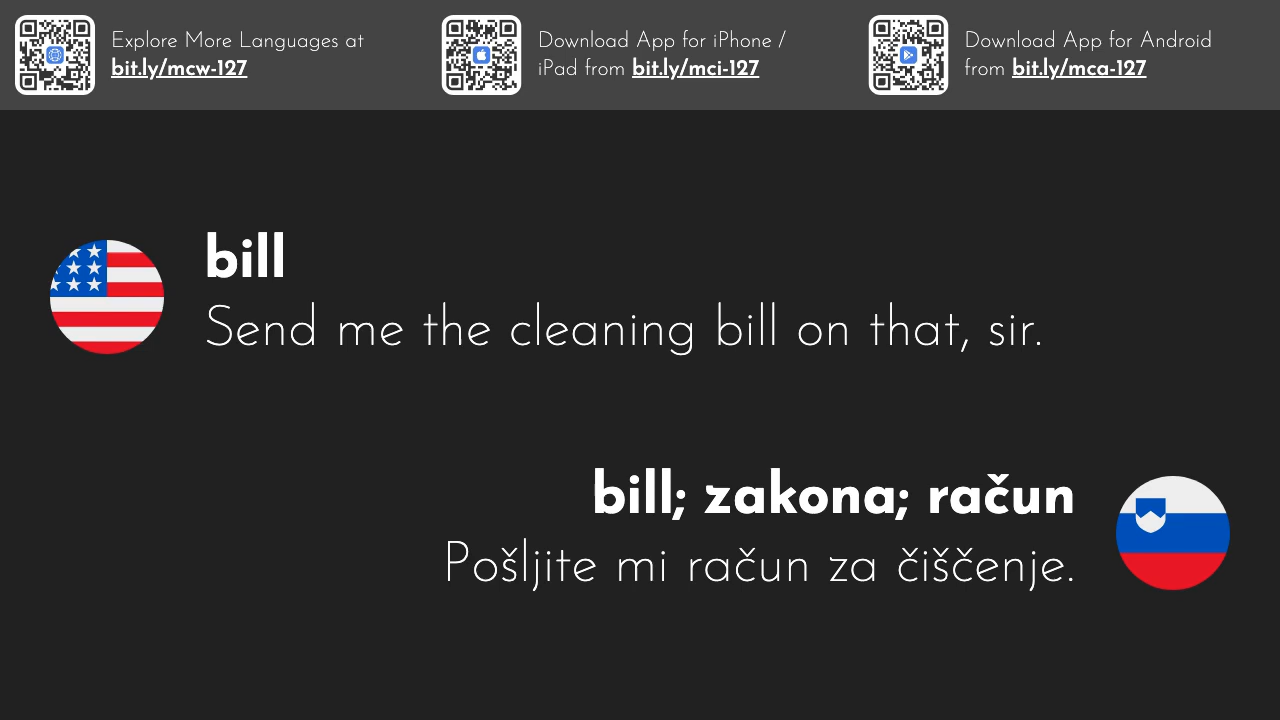 Explore More Languages at
bit.ly/mcw-127
Download App for iPhone /
iPad from bit.ly/mci-127
Download App for Android
from bit.ly/mca-127
bill
Send me the cleaning bill on that, sir.
bill; zakona; račun
Pošljite mi račun za čiščenje.